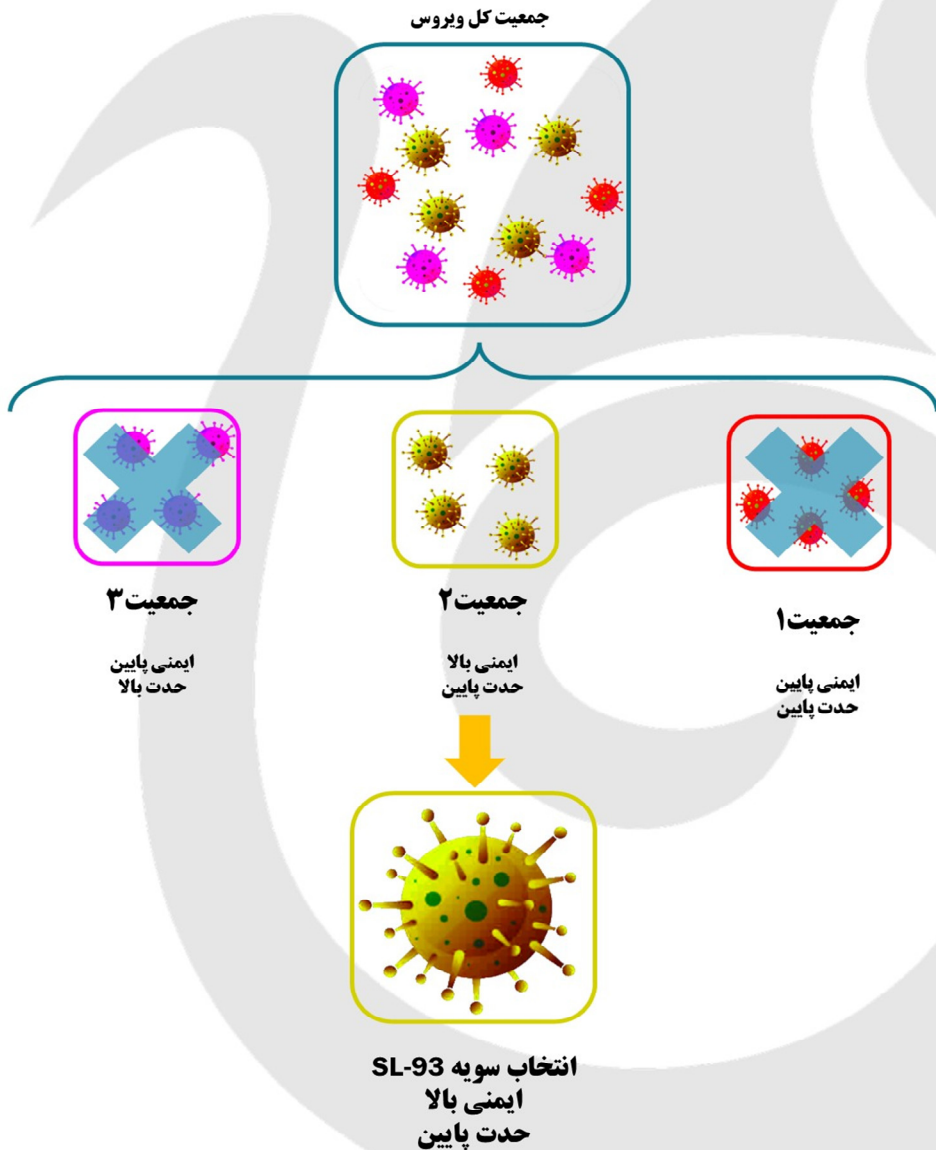 جمعیت کل ویروس
جمعیت۱
ایمنی پایین
حدت پایین
جمعیت۲
ایمنی بالا
حدت پایین
جمعیت۳
ایمنی پایین
حدت بالا
انتخاب سویه SL-93
ایمنی بالا
حدت پایین